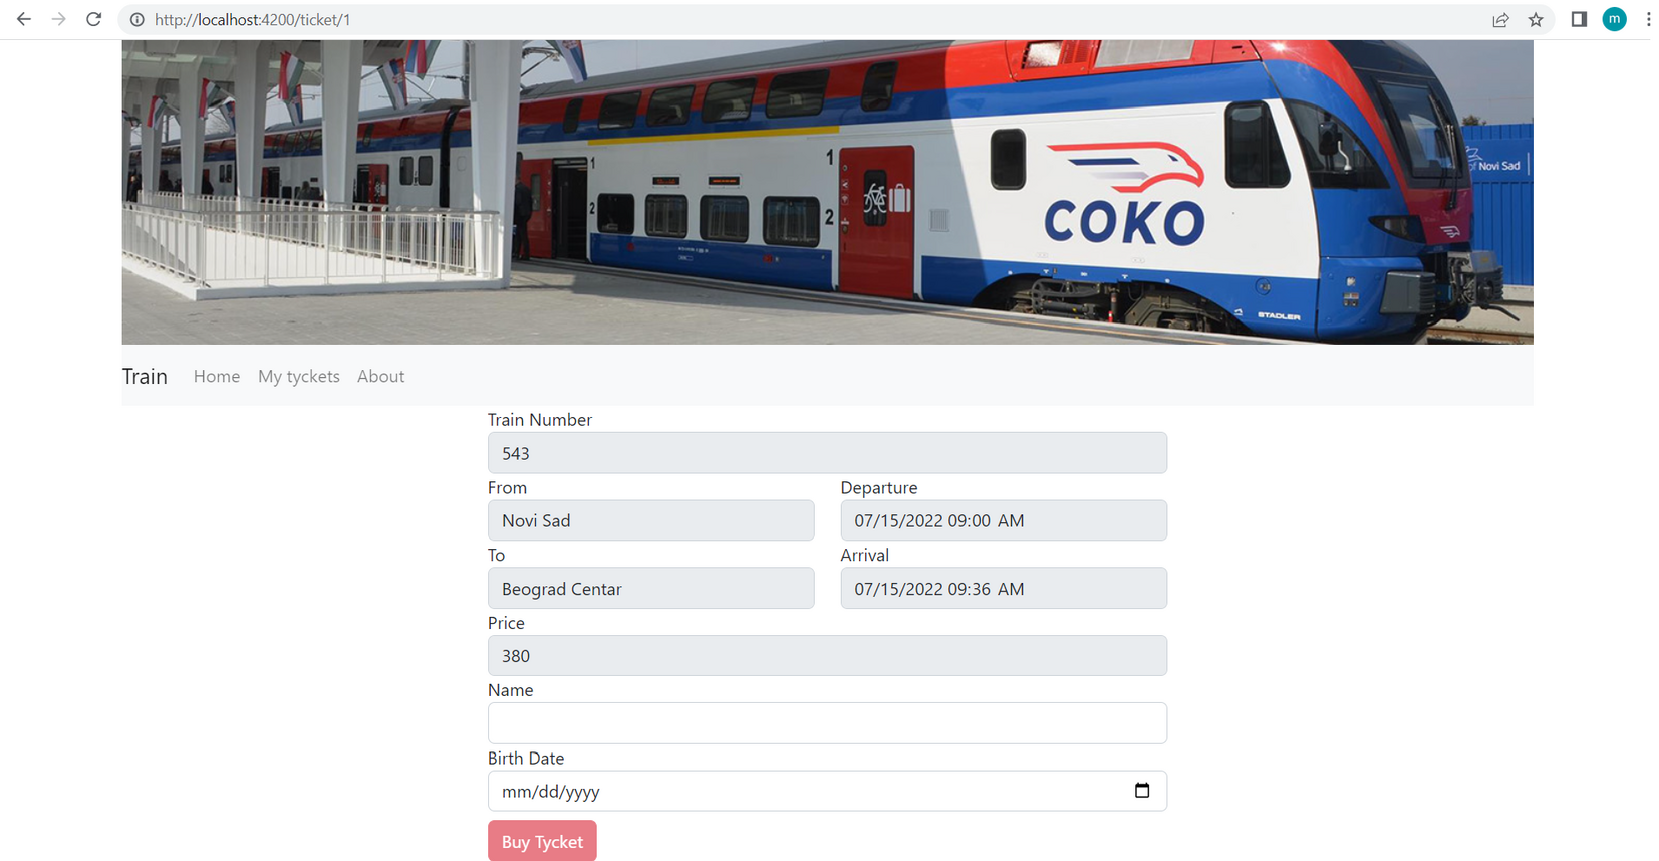 http://localhost:4200/ticket/1
m
1
2
1
2
СОКО
STADLER
Novi Sad
Train Home My tyckets About
Train Number
543
From Departure
Novi Sad 07/15/2022 09:00 AM
To Arrival
Beograd Centar 07/15/2022 09:36 AM
Price
380
Name
Birth Date
mm/dd/yyyy
Buy Tycket